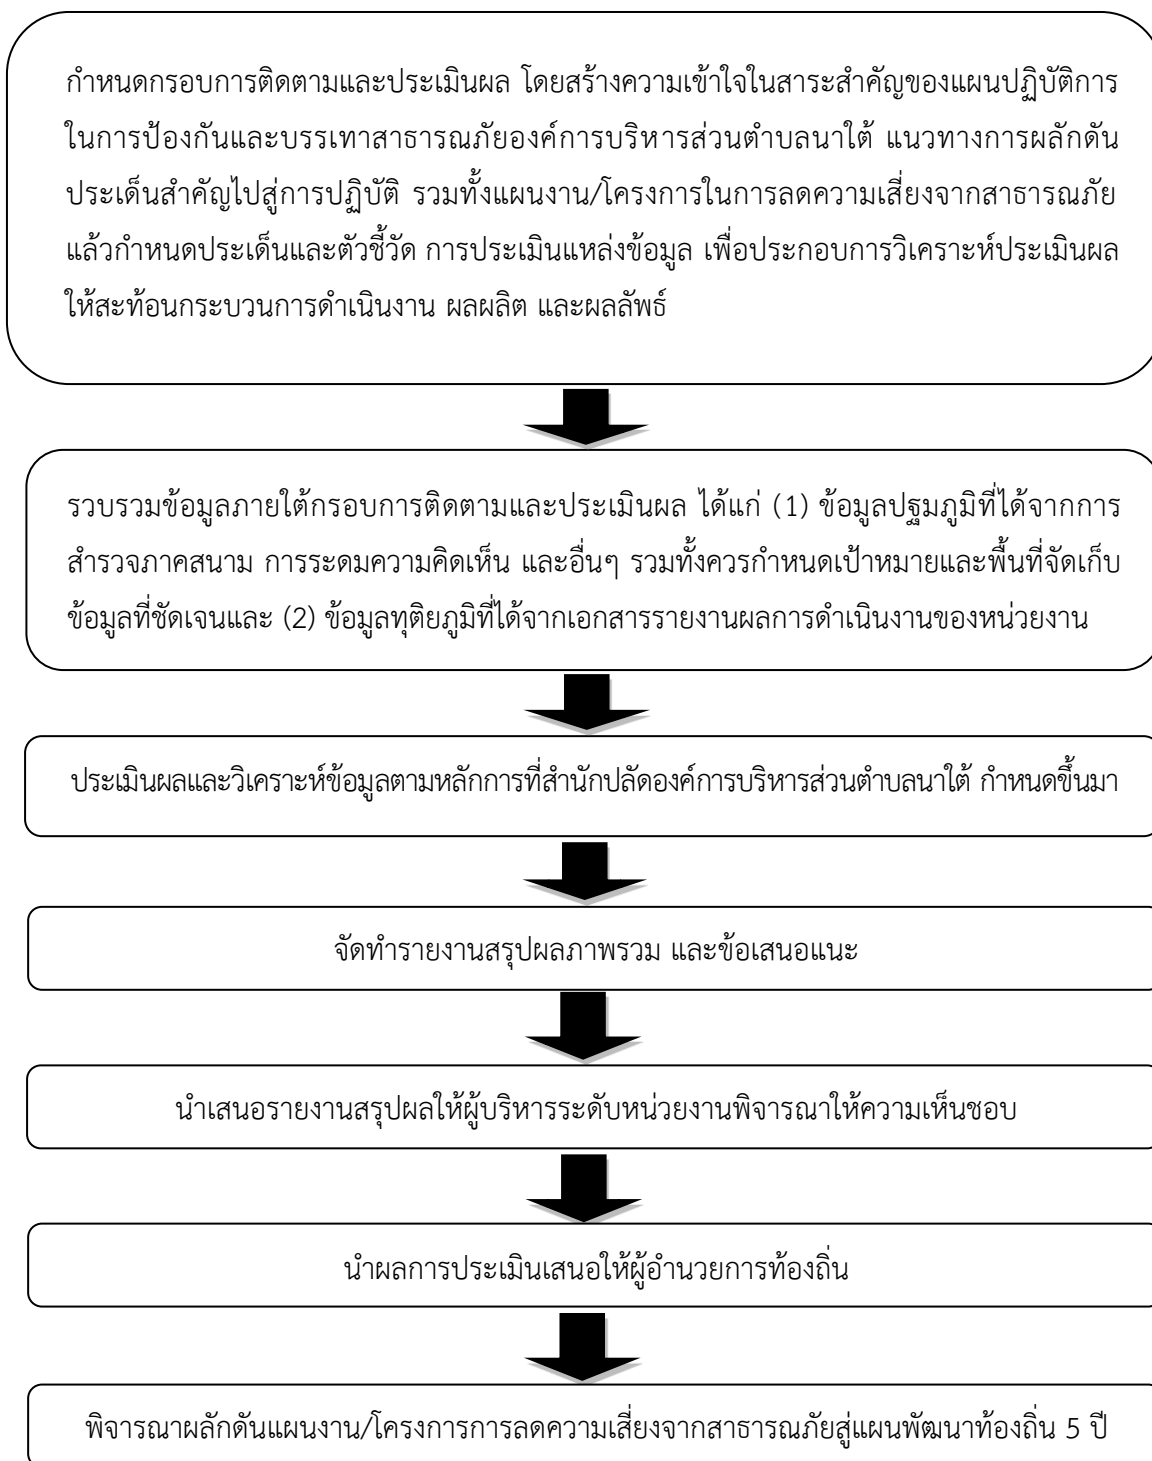 กำหนดกรอบการติดตามและประเมินผล โดยสร้างความเข้าใจในสาระสำคัญของแผนปฏิบัติการ
ในการป้องกันและบรรเทาสาธารณภัยองค์การบริหารส่วนตำบลนาใต้ แนวทางการผลักดัน
ประเด็นสำคัญไปสู่การปฏิบัติ รวมทั้งแผนงาน/โครงการในการลดความเสี่ยงจากสาธารณภัย
แล้วกำหนดประเด็นและตัวชี้วัด การประเมินแหล่งข้อมูล เพื่อประกอบการวิเคราะห์ประเมินผล
ให้สะท้อนกระบวนการดำเนินงาน ผลผลิต และผลลัพธ์
รวบรวมข้อมูลภายใต้กรอบการติดตามและประเมินผล ได้แก่ (1) ข้อมูลปฐมภูมิที่ได้จากการ
สำรวจภาคสนาม การระดมความคิดเห็น และอื่นๆ รวมทั้งควรกำหนดเป้าหมายและพื้นที่จัดเก็บ
ข้อมูลที่ชัดเจนและ (2) ข้อมูลทุติยภูมิที่ได้จากเอกสารรายงานผลการดำเนินงานของหน่วยงาน
ประเมินผลและวิเคราะห์ข้อมูลตามหลักการที่สำนักปลัดองค์การบริหารส่วนตำบลนาใต้ กำหนดขึ้นมา
จัดทำรายงานสรุปผลภาพรวม และข้อเสนอแนะ
นำเสนอรายงานสรุปผลให้ผู้บริหารระดับหน่วยงานพิจารณาให้ความเห็นชอบ
นำผลการประเมินเสนอให้ผู้อำนวยการท้องถิ่น
พิจารณาผลักดันแผนงาน/โครงการการลดความเสี่ยงจากสาธารณภัยสู่แผนพัฒนาท้องถิ่น 5 ปี